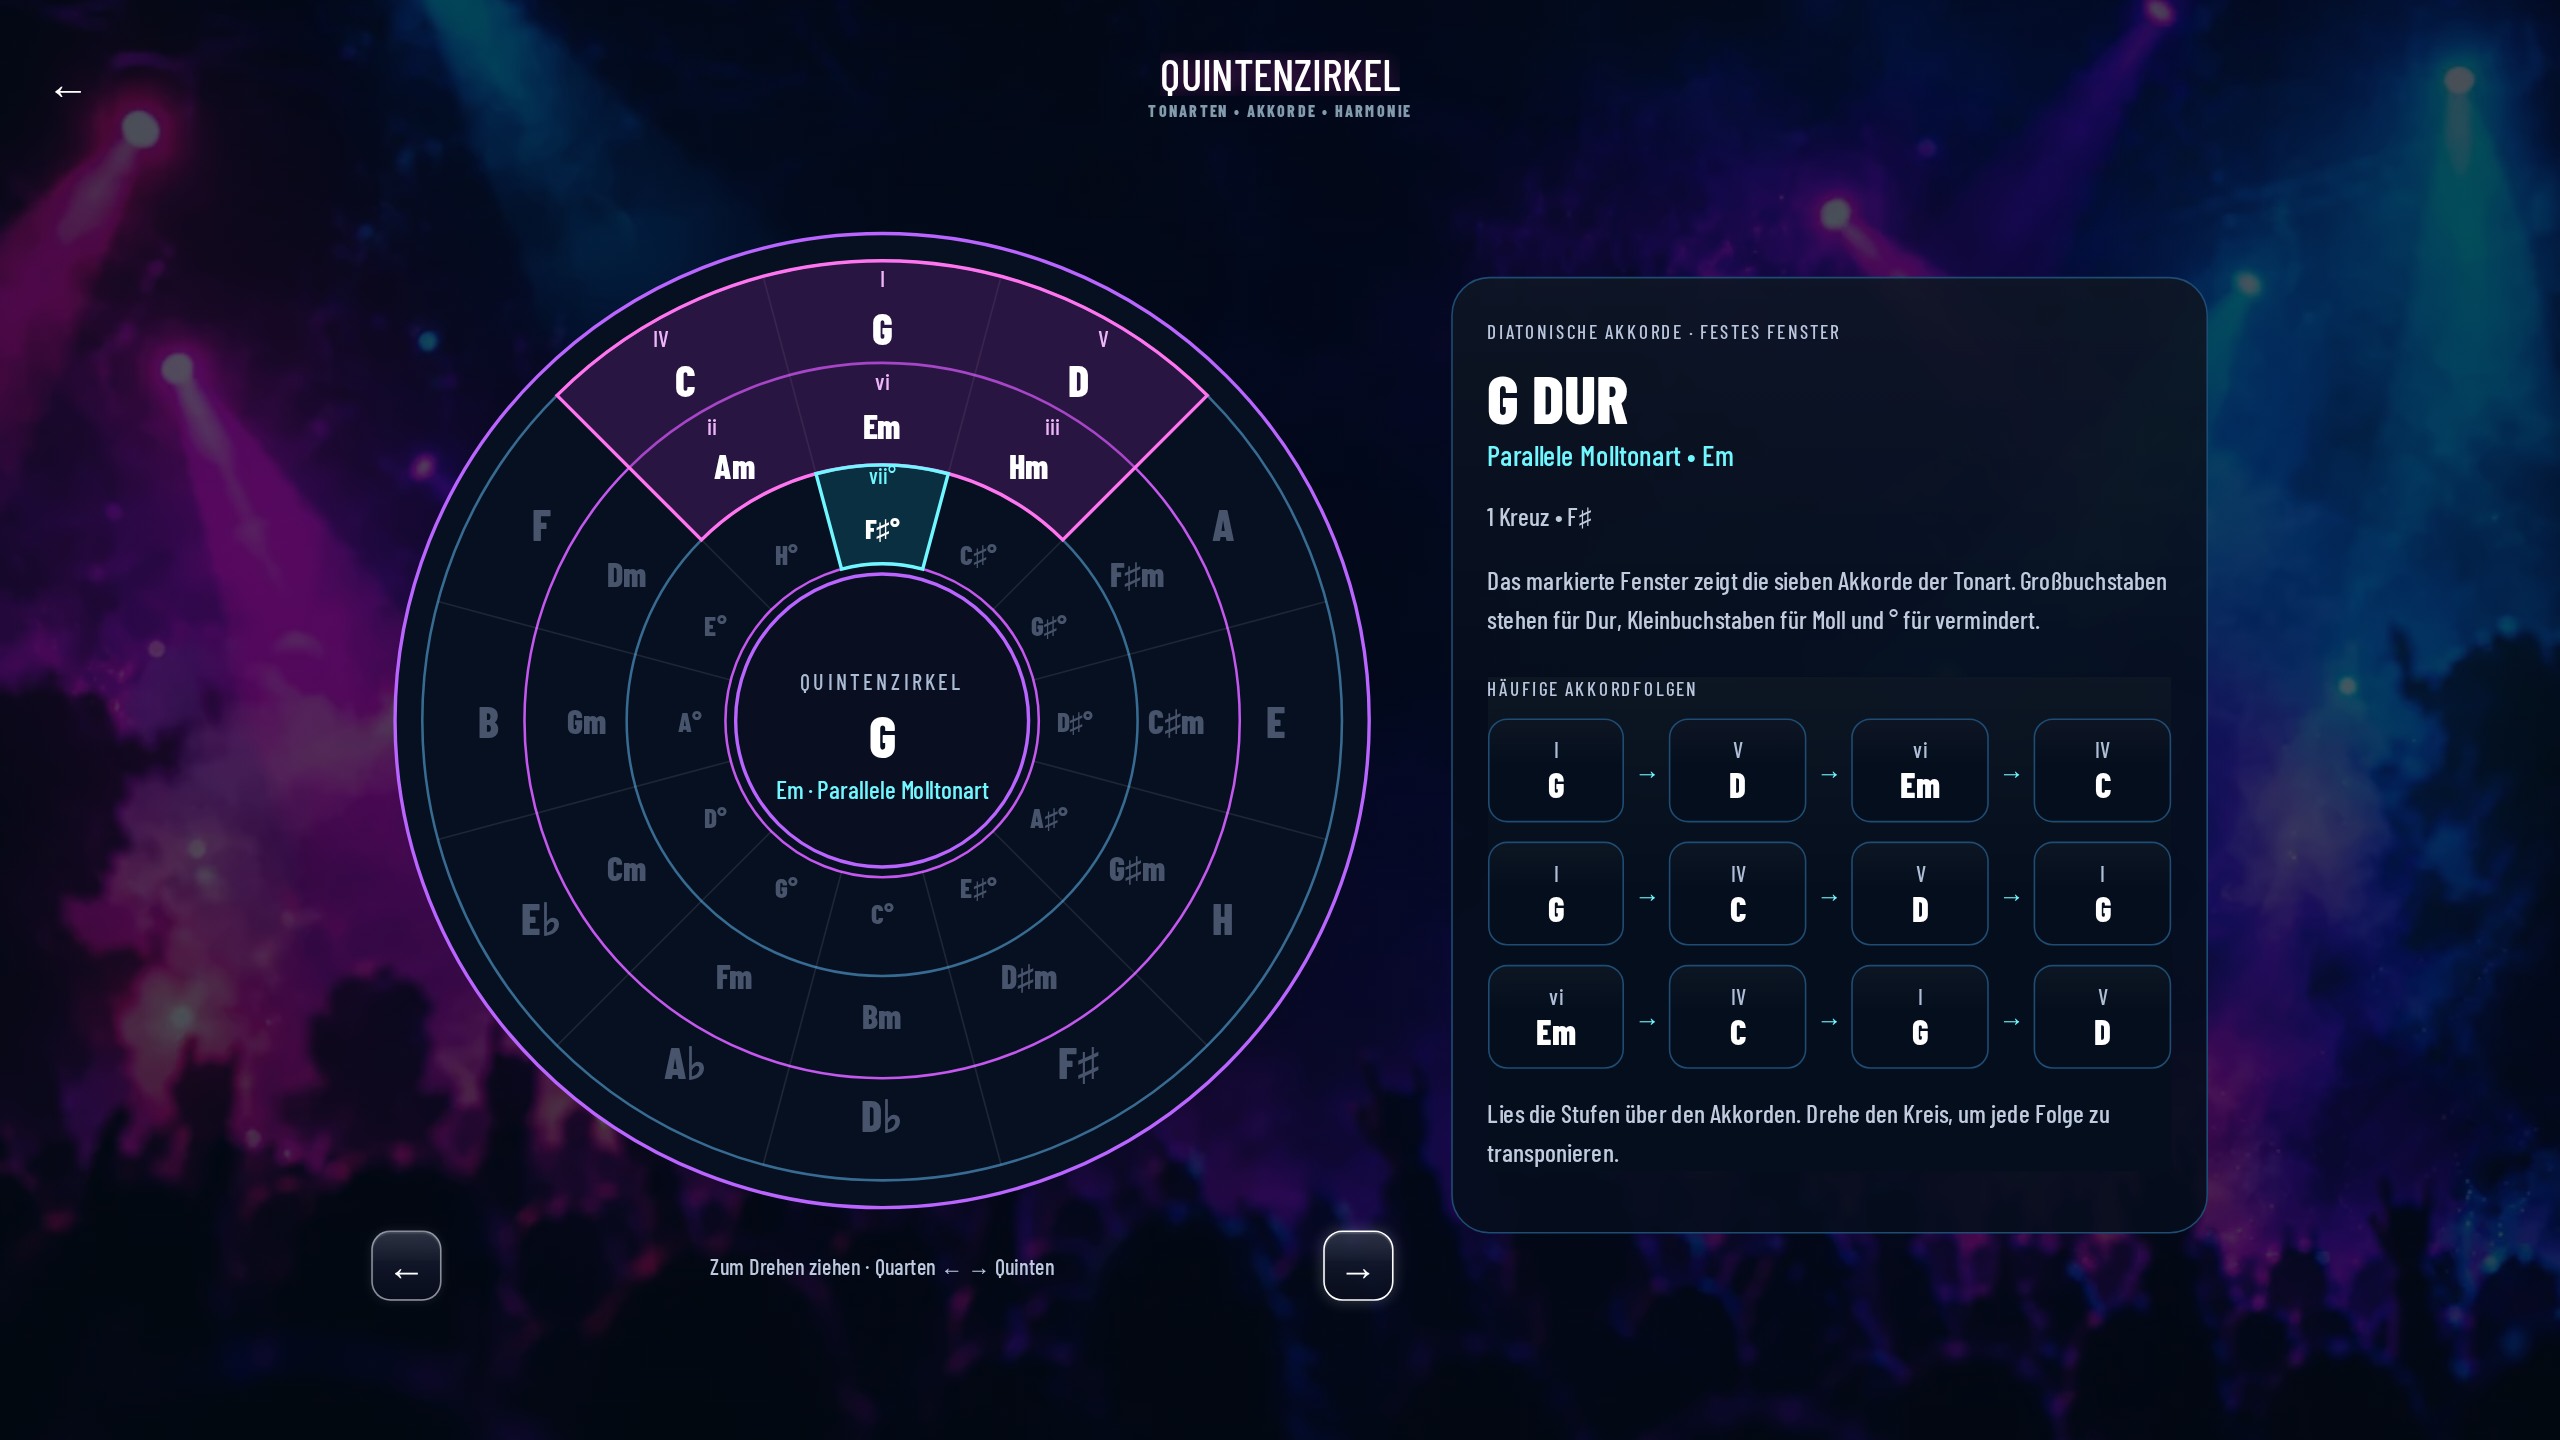 ←
QUINTENZIRKEL
TONARTEN • AKKORDE • HARMONIE
I
G
IV
C
V
D
vi
Em
ii
Am
iii
Hm
vii°
F♯°
F
A
Dm
H°
C♯°
F♯m
E°
G♯°
B
Gm
A°
D♯°
C♯m
E
QUINTENZIRKEL
G
Em · Parallele Molltonart
D°
A♯°
Cm
G♯m
G°
E♯°
C°
E♭
H
Fm
D♯m
Bm
A♭
F♯
D♭
←
Zum Drehen ziehen · Quarten ← → Quinten
→
DIATONISCHE AKKORDE · FESTES FENSTER
G DUR
Parallele Molltonart • Em
1 Kreuz • F♯
Das markierte Fenster zeigt die sieben Akkorde der Tonart. Großbuchstaben
stehen für Dur, Kleinbuchstaben für Moll und ° für vermindert.
HÄUFIGE AKKORDFOLGEN
I V vi IV
G → D → Em → C
I IV V I
G → C → D → G
vi IV I V
Em → C → G → D
Lies die Stufen über den Akkorden. Drehe den Kreis, um jede Folge zu
transponieren.